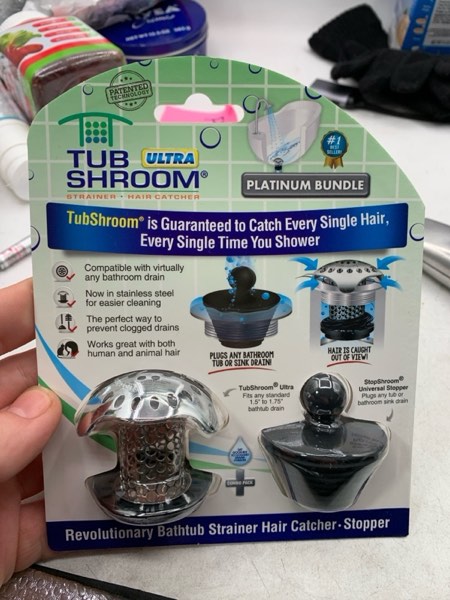 PATENTED
TECHNOLOGY
TUB
SHROOM®
ULTRA
STRAINER • HAIR CATCHER
#1
BEST
SELLER!
PLATINUM BUNDLE
TubShroom® is Guaranteed to Catch Every Single Hair,
Every Single Time You Shower
Compatible with virtually
any bathroom drain
Now in stainless steel
for easier cleaning
The perfect way to
prevent clogged drains
Works great with both
human and animal hair
PLUGS ANY BATHROOM
TUB OR SINK DRAIN!
HAIR IS CAUGHT
OUT OF VIEW!
TubShroom® Ultra
Fits any standard
1.5" to 1.75"
bathtub drain
StopShroom®
Universal Stopper
Plugs any tub or
bathroom sink drain
COMBO PACK
Revolutionary Bathtub Strainer Hair Catcher • Stopper